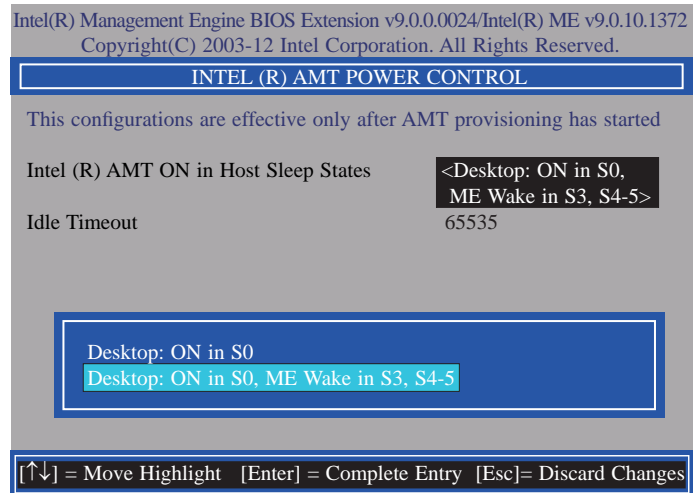 Intel(R) Management Engine BIOS Extension v9.0.0.0024/Intel(R) ME v9.0.10.1372
Copyright(C) 2003-12 Intel Corporation. All Rights Reserved.
INTEL (R) AMT POWER CONTROL
This configurations are effective only after AMT provisioning has started
Intel (R) AMT ON in Host Sleep States <Desktop: ON in S0,
ME Wake in S3, S4-5>
Idle Timeout 65535
Desktop: ON in S0
Desktop: ON in S0, ME Wake in S3, S4-5
[↑↓] = Move Highlight [Enter] = Complete Entry [Esc]= Discard Changes